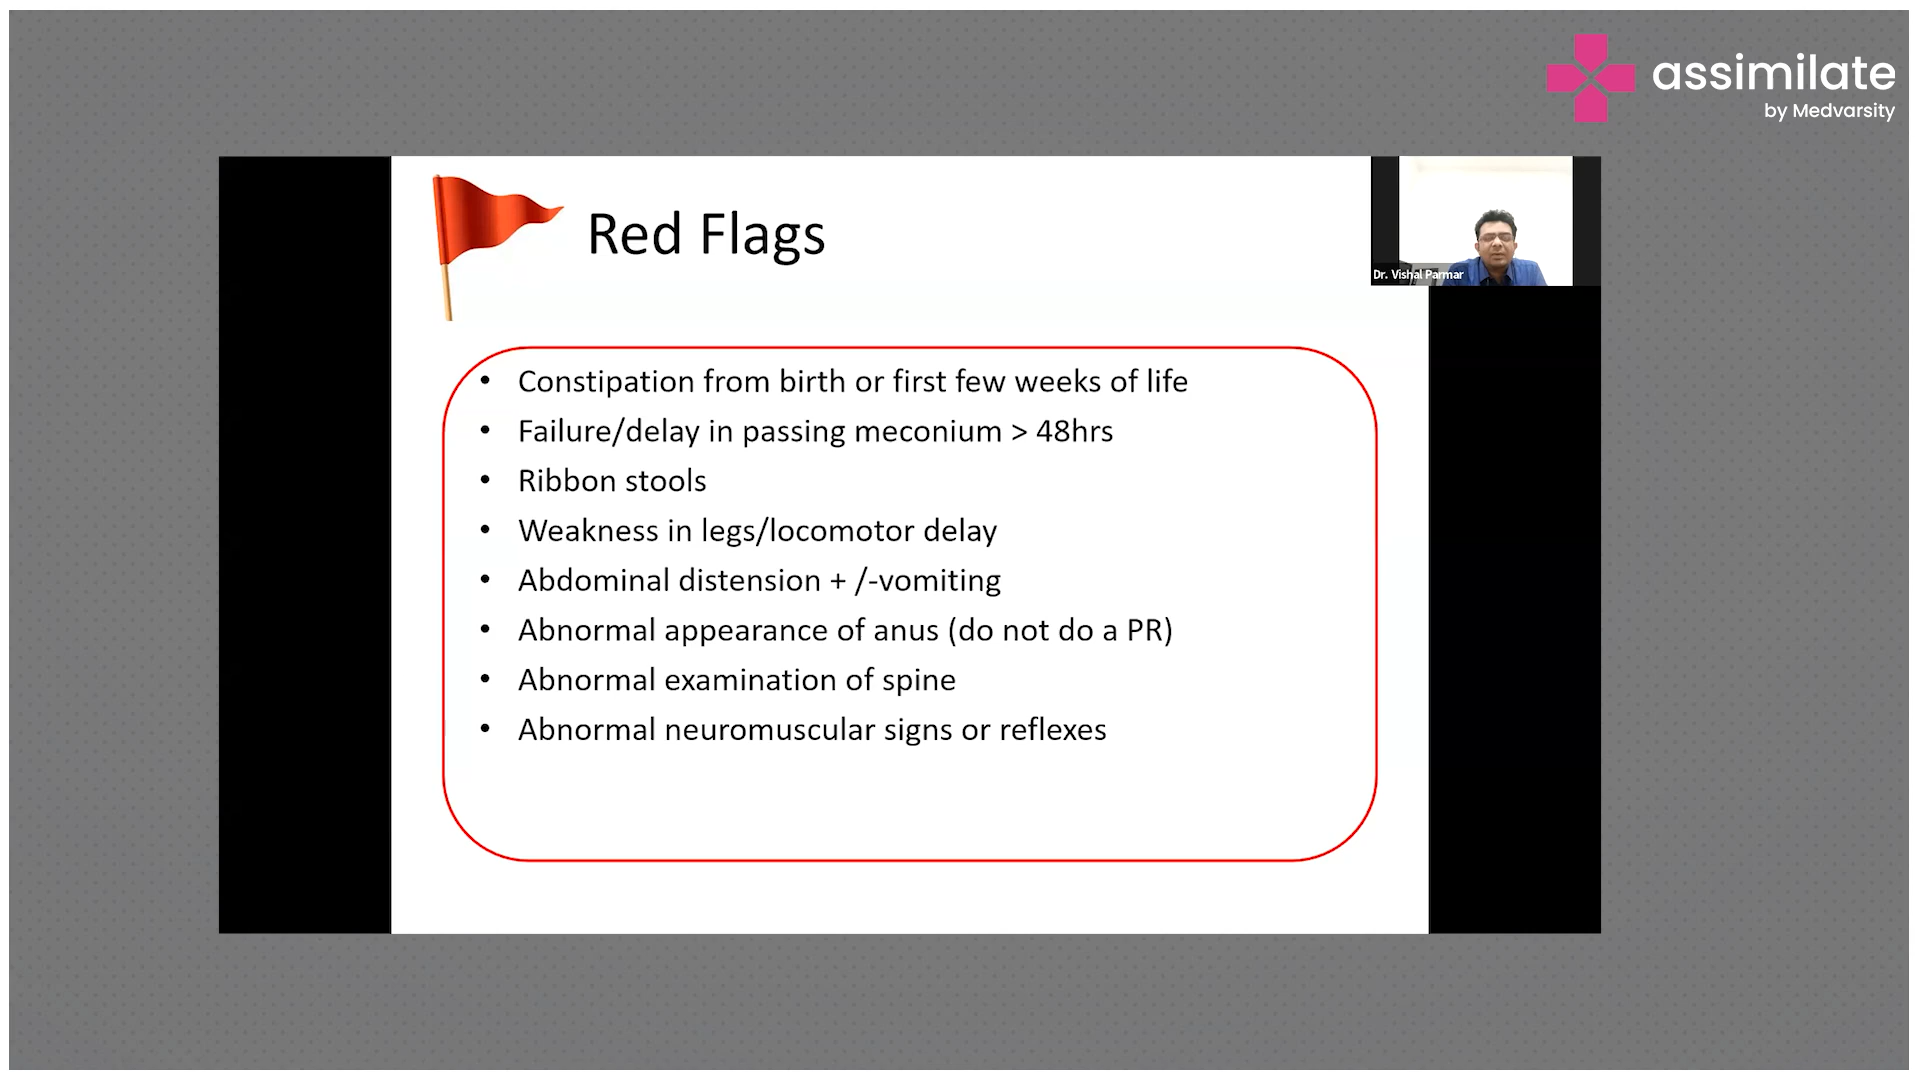 assimilate
by Medvarsity
Red Flags
Dr. Vishal Parmar
• Constipation from birth or first few weeks of life
• Failure/delay in passing meconium > 48hrs
• Ribbon stools
• Weakness in legs/locomotor delay
• Abdominal distension + /-vomiting
• Abnormal appearance of anus (do not do a PR)
• Abnormal examination of spine
• Abnormal neuromuscular signs or reflexes